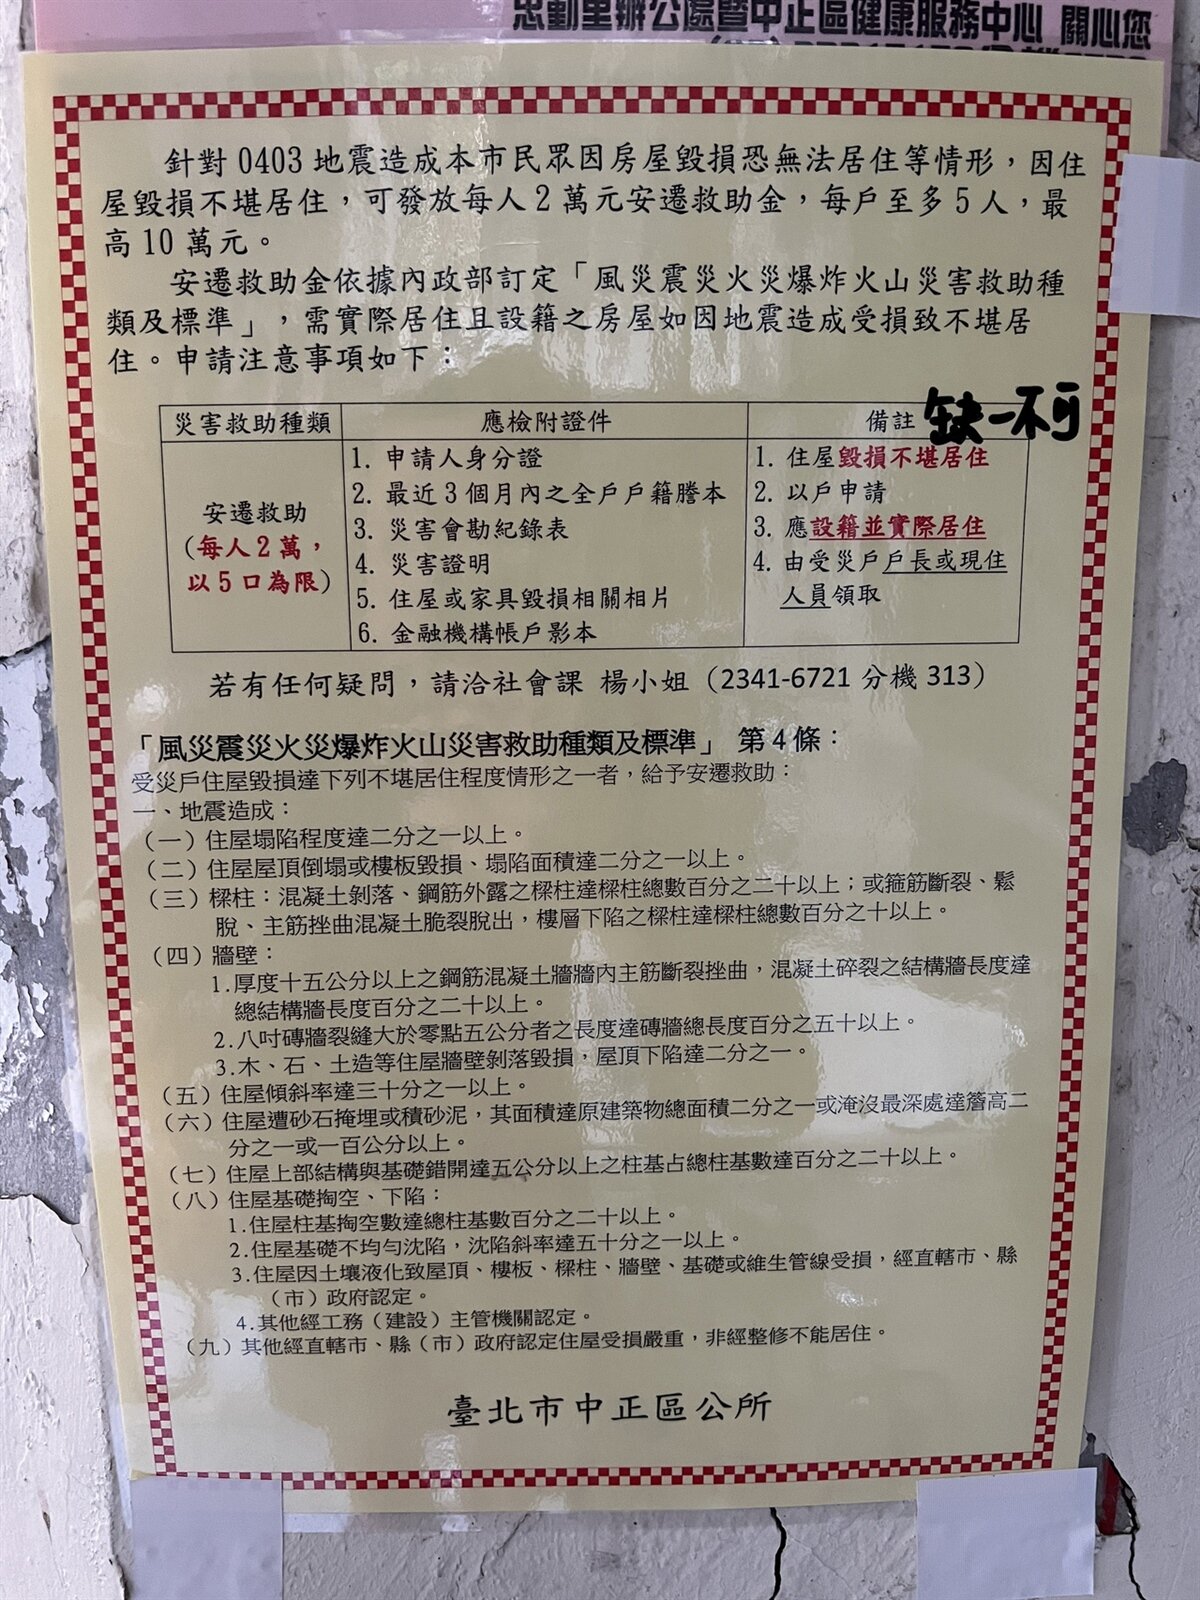 忠勤里辦公處暨中正區健康服務中心 關心您
針對 0403 地震造成本市民眾因房屋毀損恐無法居住等情形，因住
屋毀損不堪居住，可發放每人 2 萬元安遷救助金，每戶至多 5 人，最
高 10 萬元。
安遷救助金依據內政部訂定「風災震災火災爆炸火山災害救助種
類及標準」，需實際居住且設籍之房屋如因地震造成受損致不堪居
住。申請注意事項如下：
缺一不可
災害救助種類 應檢附證件 備註
安遷救助
（每人 2 萬，
以 5 口為限）
1. 申請人身分證
2. 最近 3 個月內之全戶戶籍謄本
3. 災害會勘紀錄表
4. 災害證明
5. 住屋或家具毀損相關相片
6. 金融機構帳戶影本
1. 住屋毀損不堪居住
2. 以戶申請
3. 應設籍並實際居住
4. 由受災戶戶長或現住
人員領取
若有任何疑問，請洽社會課 楊小姐（2341-6721 分機 313）
「風災震災火災爆炸火山災害救助種類及標準」 第 4 條：
受災戶住屋毀損達下列不堪居住程度情形之一者，給予安遷救助：
一、地震造成：
（一）住屋塌陷程度達二分之一以上。
（二）住屋屋頂倒塌或樓板毀損、塌陷面積達二分之一以上。
（三）樑柱：混凝土剝落、鋼筋外露之樑柱達樑柱總數百分之二十以上；或箍筋斷裂、鬆
脫、主筋挫曲混凝土脆裂脫出，樓層下陷之樑柱達樑柱總數百分之十以上。
（四）牆壁：
1.厚度十五公分以上之鋼筋混凝土牆牆內主筋斷裂挫曲，混凝土碎裂之結構牆長度達
總結構牆長度百分之二十以上。
2.八吋磚牆裂縫大於零點五公分者之長度達磚牆總長度百分之五十以上。
3.木、石、土造等住屋牆壁剝落毀損，屋頂下陷達二分之一。
（五）住屋傾斜率達三十分之一以上。
（六）住屋遭砂石掩埋或積砂泥，其面積達原建築物總面積二分之一或淹沒最深處達簷高二
分之一或一百公分以上。
（七）住屋上部結構與基礎錯開達五公分以上之柱基占總柱基數達百分之二十以上。
（八）住屋基礎掏空、下陷：
1.住屋柱基掏空數達總柱基數百分之二十以上。
2.住屋基礎不均勻沈陷，沈陷斜率達五十分之一以上。
3.住屋因土壤液化致屋頂、樓板、樑柱、牆壁、基礎或維生管線受損，經直轄市、縣
（市）政府認定。
4.其他經工務（建設）主管機關認定。
（九）其他經直轄市、縣（市）政府認定住屋受損嚴重，非經整修不能居住。
臺北市中正區公所